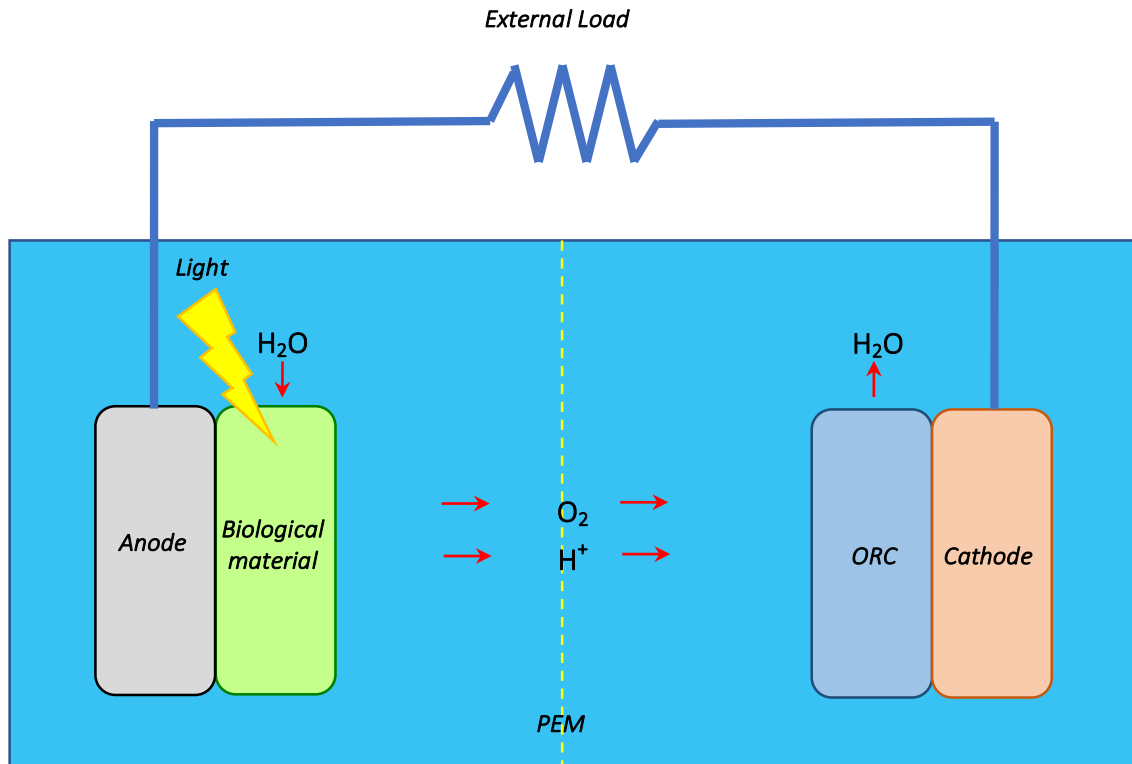 External Load
Light
H₂O
H₂O
O₂
H⁺
Anode
Biological
material
ORC
Cathode
PEM